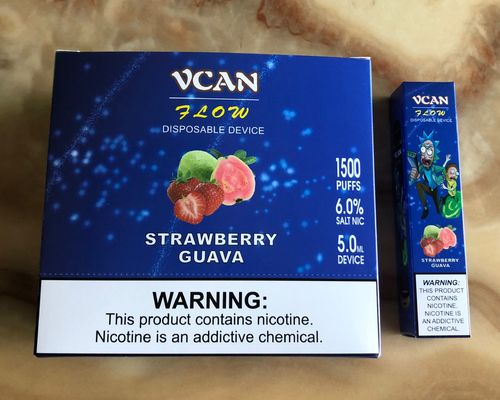 VCAN
FLOW
DISPOSABLE DEVICE
1500
PUFFS
6.0%
SALT NIC
5.0ML
DEVICE
STRAWBERRY
GUAVA
WARNING:
This product contains nicotine.
Nicotine is an addictive chemical.
VCAN
FLOW
DISPOSABLE DEVICE
STRAWBERRY
GUAVA
WARNING:
THIS PRODUCT
CONTAINS
NICOTINE.
NICOTINE IS
AN ADDICTIVE
CHEMICAL.